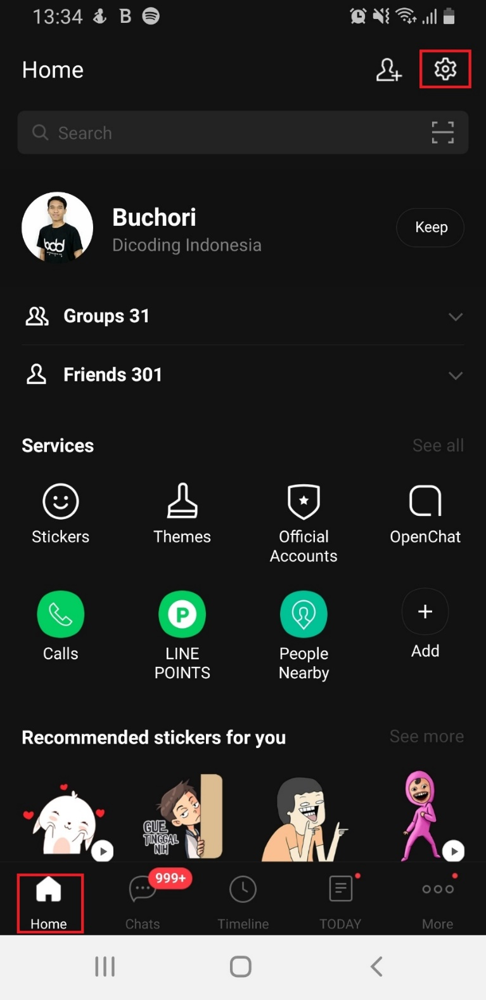 13:34 B
Home
Search
Buchori
Dicoding Indonesia
Keep
bdd
Groups 31
Friends 301
Services
See all
Stickers
Themes
Official
Accounts
OpenChat
Calls
P
LINE
POINTS
People
Nearby
Add
Recommended stickers for you
See more
GUE
TINGGAL
NIH
999+
Home
Chats
Timeline
TODAY
More